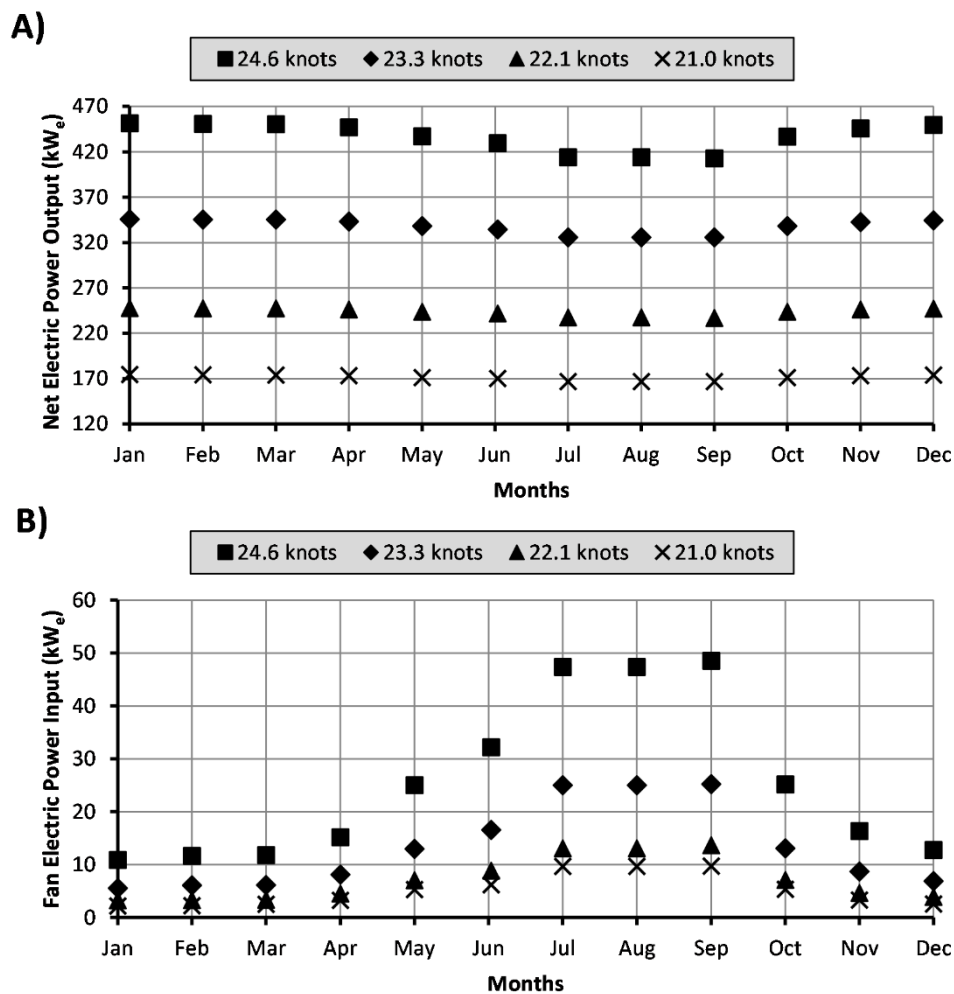 A)
■ 24.6 knots ◆ 23.3 knots ▲ 22.1 knots × 21.0 knots
Net Electric Power Output (kWe)
470
420
370
320
270
220
170
120
Jan Feb Mar Apr May Jun Jul Aug Sep Oct Nov Dec
Months
B)
■ 24.6 knots ◆ 23.3 knots ▲ 22.1 knots × 21.0 knots
Fan Electric Power Input (kWe)
60
50
40
30
20
10
0
Jan Feb Mar Apr May Jun Jul Aug Sep Oct Nov Dec
Months